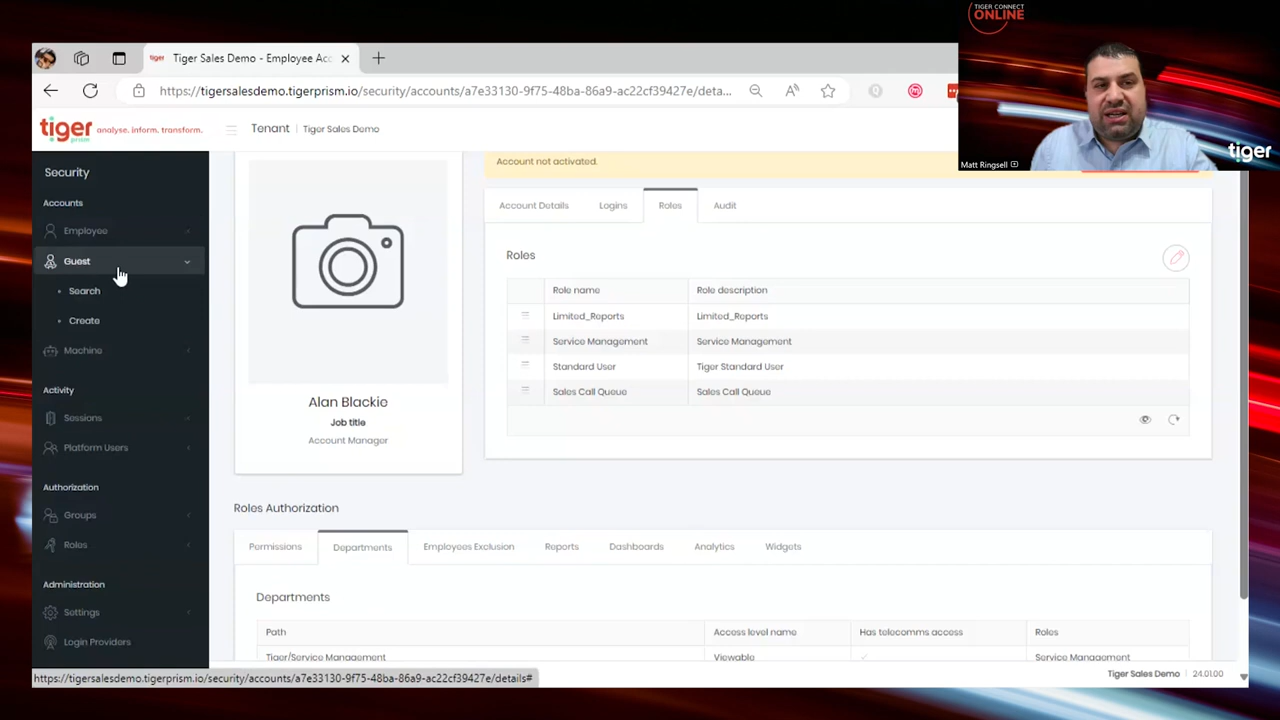 TIGER CONNECT
ONLINE
Tiger Sales Demo - Employee Acc
https://tigersalesdemo.tigerprism.io/security/accounts/a7e33130-9f75-48ba-86a9-ac22cf39427e/deta...
tiger
prism
analyse. inform. transform.
Tenant | Tiger Sales Demo
Matt Ringsell
tiger
Security
Accounts
Employee
Guest
Search
Create
Machine
Activity
Sessions
Platform Users
Authorization
Groups
Roles
Administration
Settings
Login Providers
Alan Blackie
Job title
Account Manager
Account not activated.
Account Details Logins Roles Audit
Roles
Role name Role description
Limited_Reports Limited_Reports
Service Management Service Management
Standard User Tiger Standard User
Sales Call Queue Sales Call Queue
Roles Authorization
Permissions Departments Employees Exclusion Reports Dashboards Analytics Widgets
Departments
Path Access level name Has telecomms access Roles
Tiger/Service Management Viewable Service Management
Tiger Sales Demo | 24.01.00
https://tigersalesdemo.tigerprism.io/security/accounts/a7e33130-9f75-48ba-86a9-ac22cf39427e/details#